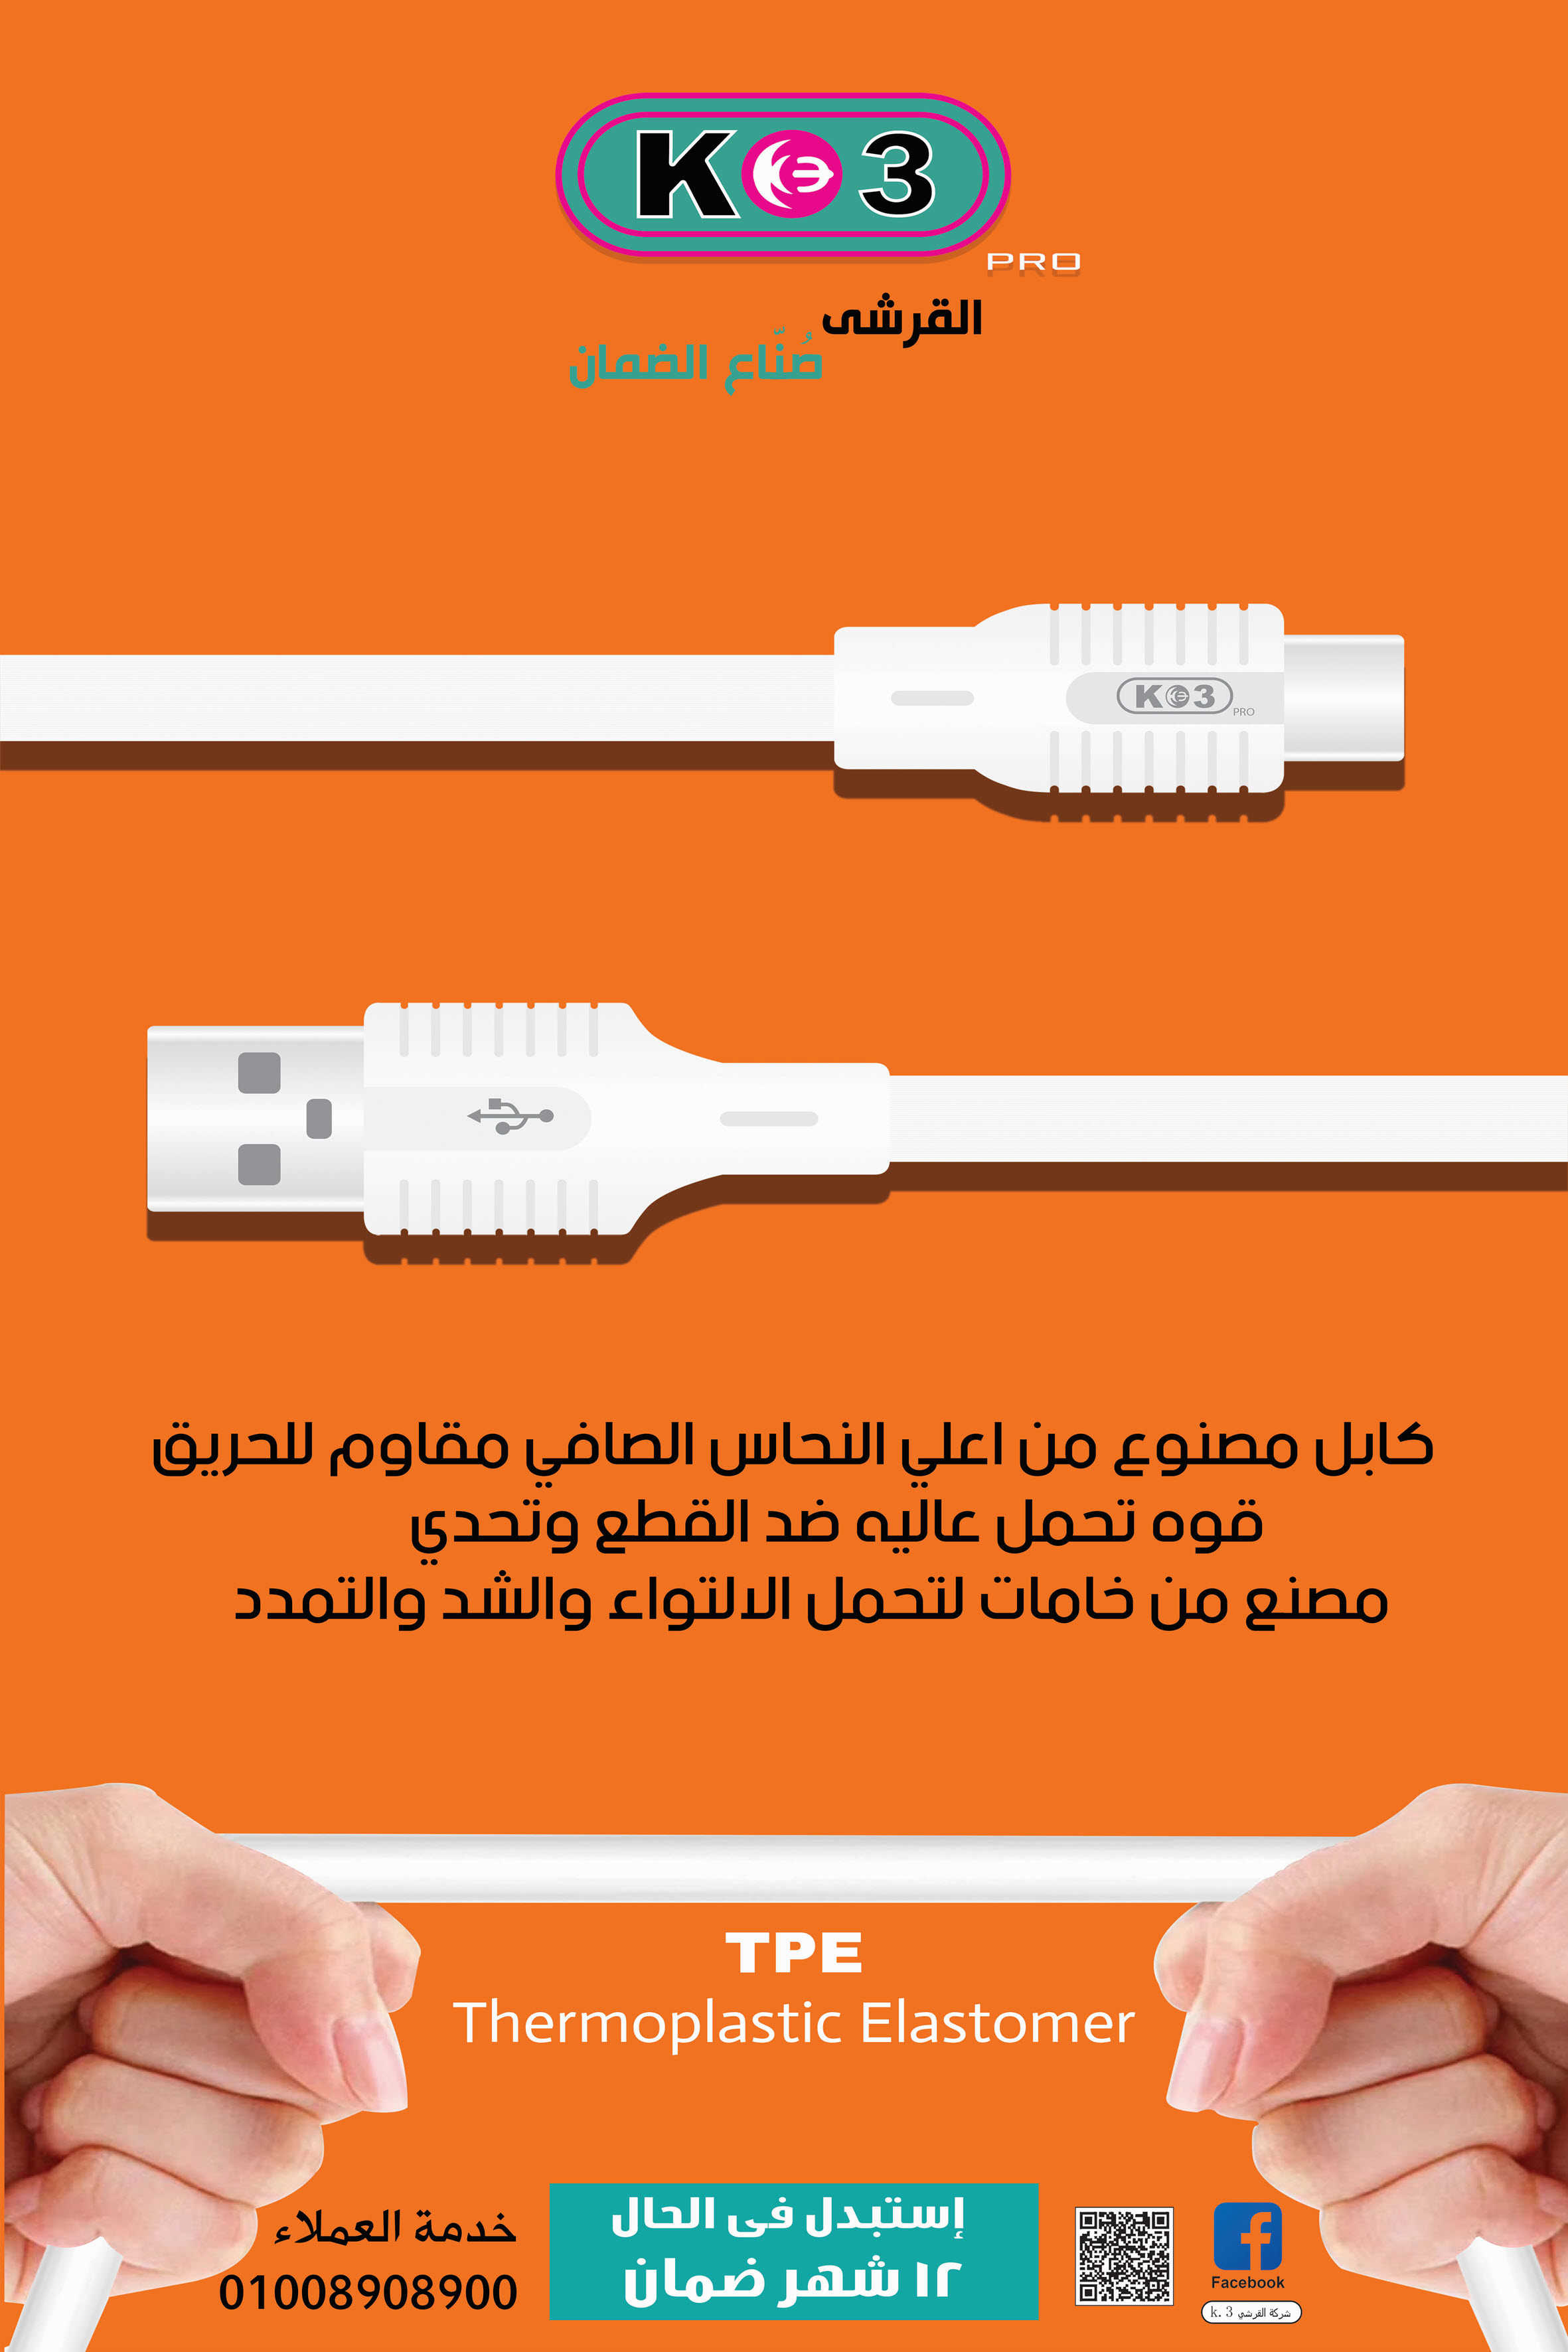 K 3
PRO
القرشى
صُنّاع الضمان
K 3
PRO
كابل مصنوع من اعلي النحاس الصافي مقاوم للحريق
قوه تحمل عاليه ضد القطع وتحدي
مصنع من خامات لتحمل الالتواء والشد والتمدد
TPE
Thermoplastic Elastomer
خدمة العملاء
01008908900
إستبدل فى الحال
١٢ شهر ضمان
Facebook
شركة القرشي k.3